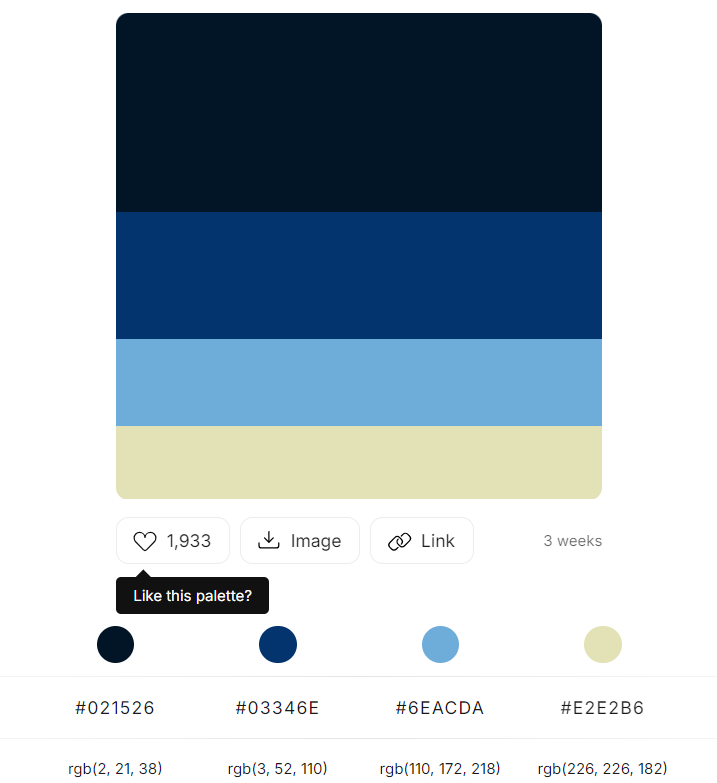 1,933 Image Link 3 weeks
Like this palette?
#021526 #03346E #6EACDA #E2E2B6
rgb(2, 21, 38) rgb(3, 52, 110) rgb(110, 172, 218) rgb(226, 226, 182)